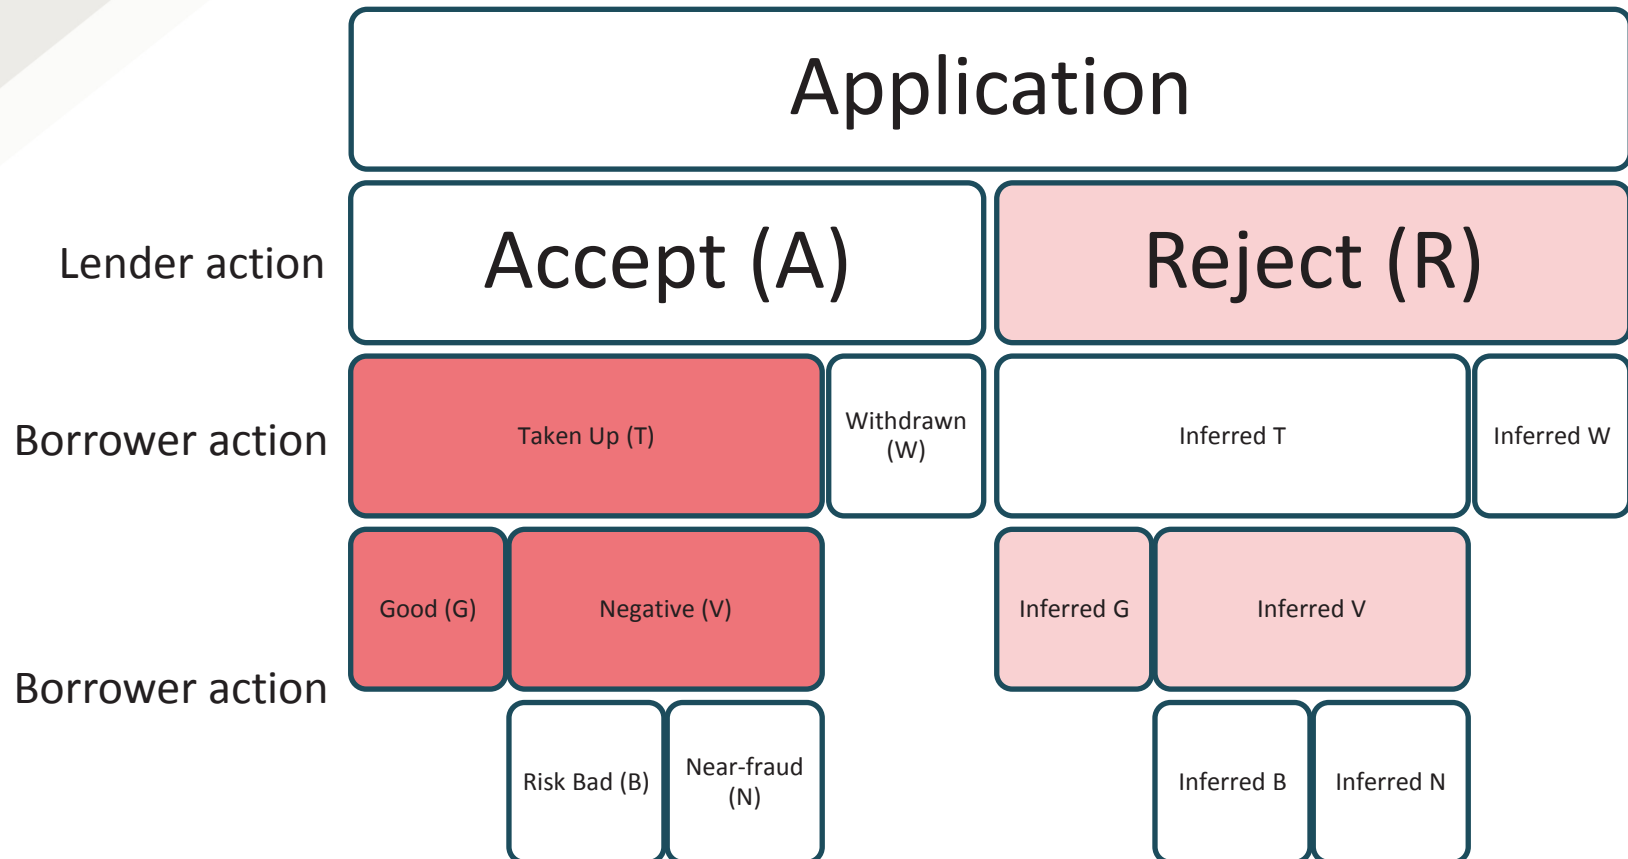 Application
Lender action
Accept (A)
Reject (R)
Borrower action
Taken Up (T)
Withdrawn
(W)
Inferred T
Inferred W
Good (G)
Negative (V)
Inferred G
Inferred V
Borrower action
Risk Bad (B)
Near-fraud
(N)
Inferred B
Inferred N